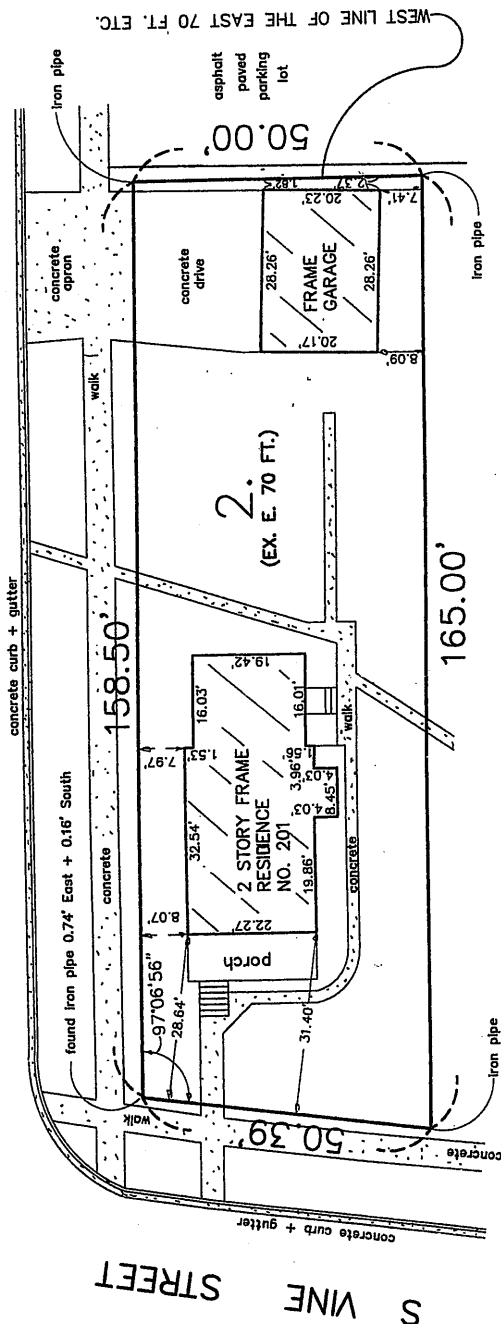 WEST LINE OF THE EAST 70 FT. ETC.
iron pipe
asphalt
paved
parking
lot
50.00'
iron pipe
concrete
apron
concrete
drive
1.82'
2.37'
7.41'
20.23'
28.26'
FRAME
GARAGE
28.26'
20.17'
8.09'
walk
concrete curb + gutter
2.
(EX. E. 70 FT.)
158.50'
165.00'
19.42'
16.03'
16.01'
7.97'
1.53'
1.56'
3.96'
4.03'
8.45'
4.03'
2 STORY FRAME
RESIDENCE
NO. 201
32.54'
19.86'
22.27'
8.07'
porch
walk
concrete
concrete
found iron pipe 0.74' East + 0.16' South
97°06'56"
28.64'
31.40'
iron pipe
walk
50.39'
concrete
concrete curb + gutter
S VINE STREET